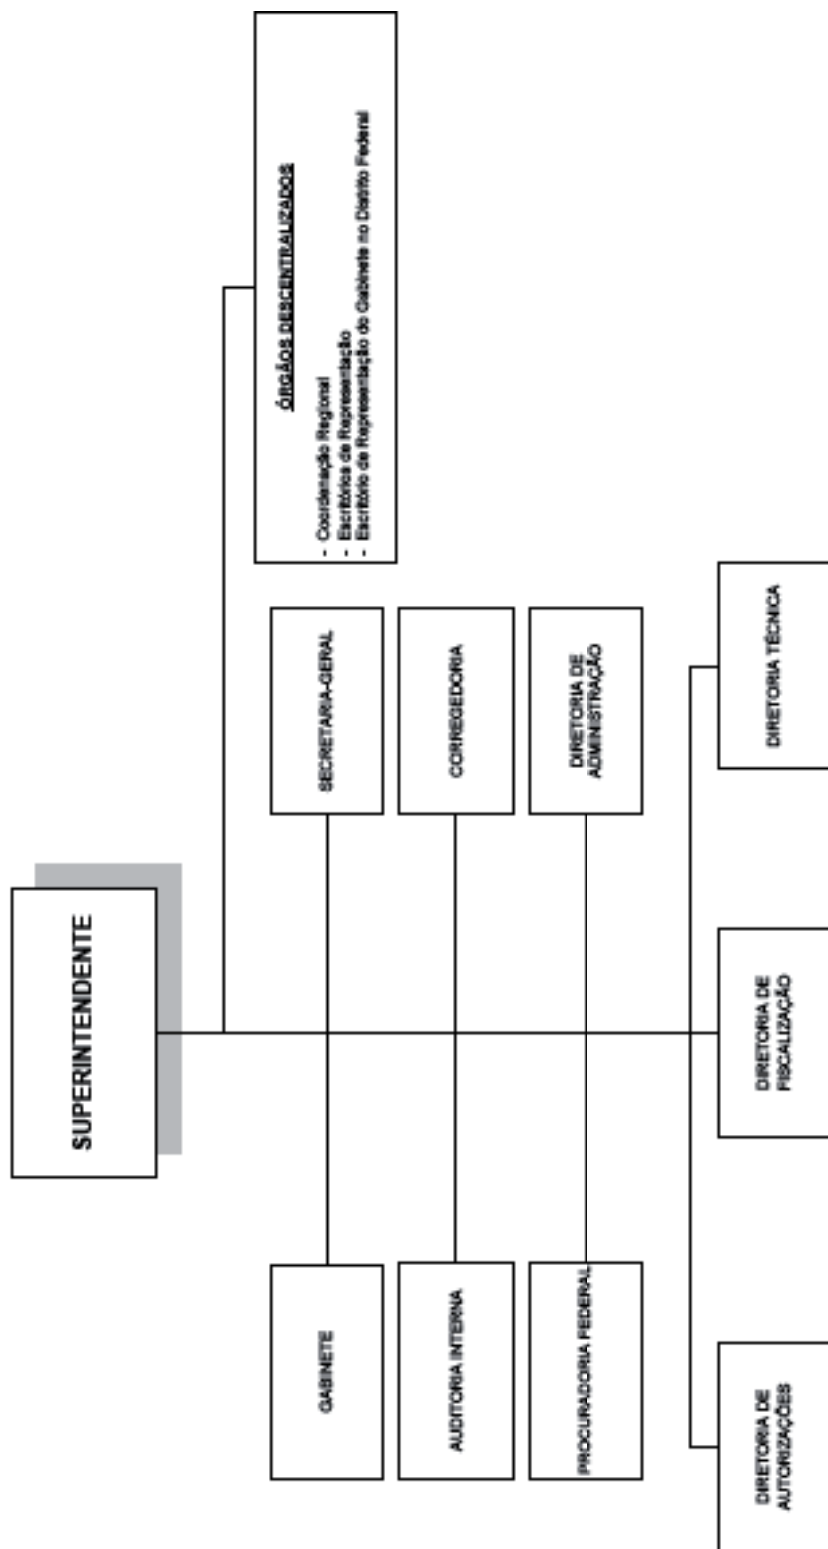 SUPERINTENDENTE
ÓRGÃOS DESCENTRALIZADOS
- Coordenação Regional
- Escritórios de Representação
- Escritório de Representação do Gabinete no Distrito Federal
GABINETE
SECRETARIA-GERAL
AUDITORIA INTERNA
CORREGEDORIA
PROCURADORIA FEDERAL
DIRETORIA DE
ADMINISTRAÇÃO
DIRETORIA DE
AUTORIZAÇÕES
DIRETORIA DE
FISCALIZAÇÃO
DIRETORIA TÉCNICA